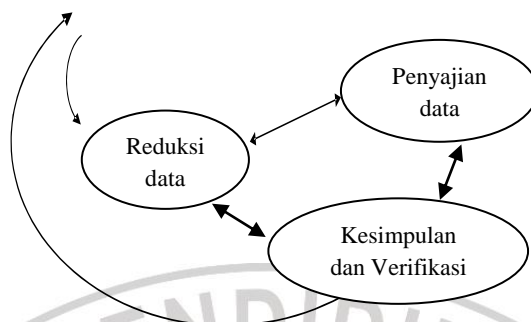 Penyajian
data
Reduksi
data
Kesimpulan
dan Verifikasi